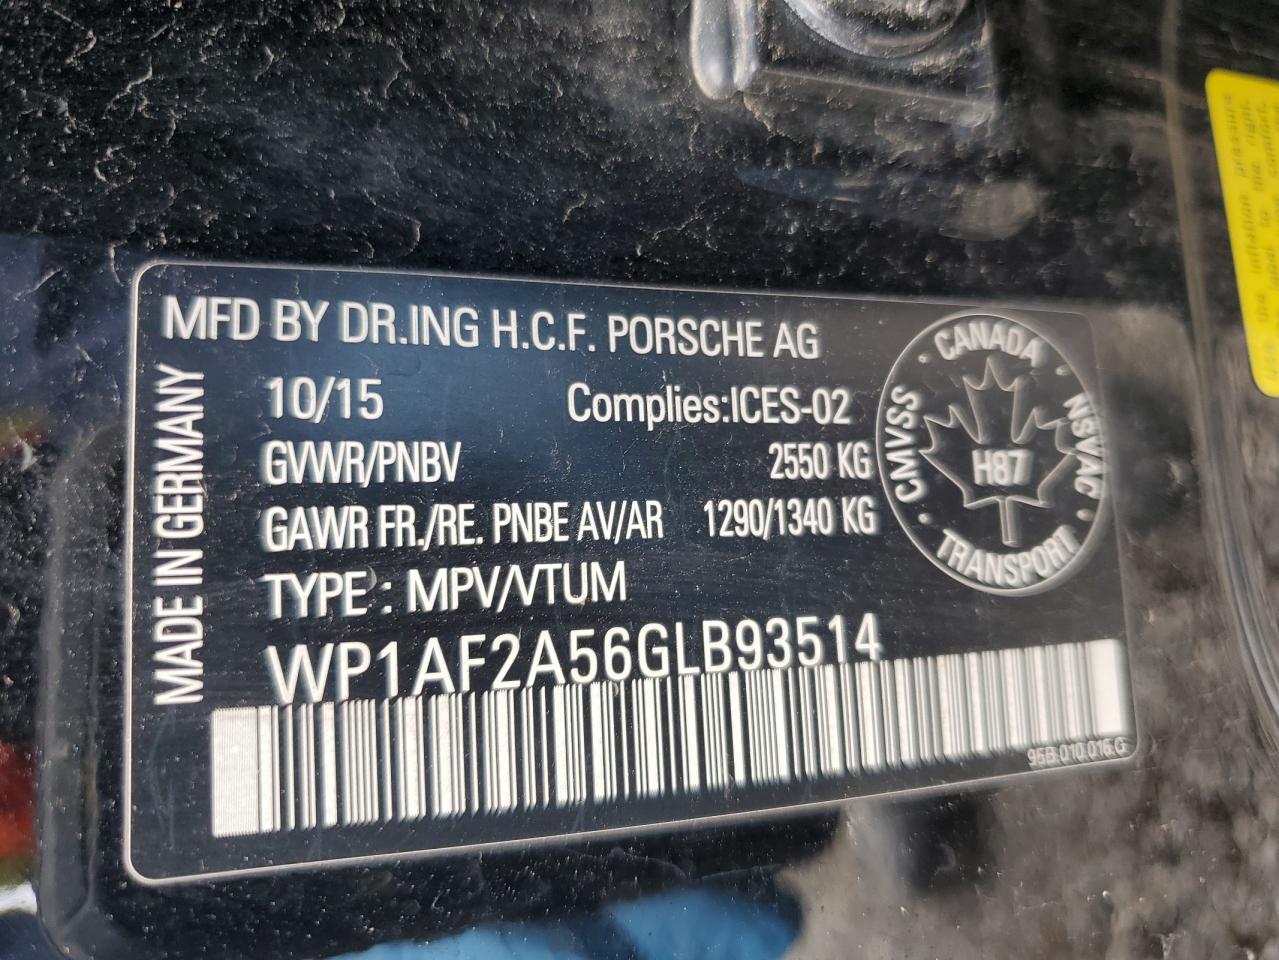 MFD BY DR.ING H.C.F. PORSCHE AG
10/15 Complies:ICES-02
GVWR/PNBV 2550 KG
GAWR FR./RE. PNBE AV/AR 1290/1340 KG
TYPE : MPV/VTUM
WP1AF2A56GLB93514
MADE IN GERMANY
CANADA
CMVSS
NSVAC
H87
TRANSPORT
95B.010.016.G